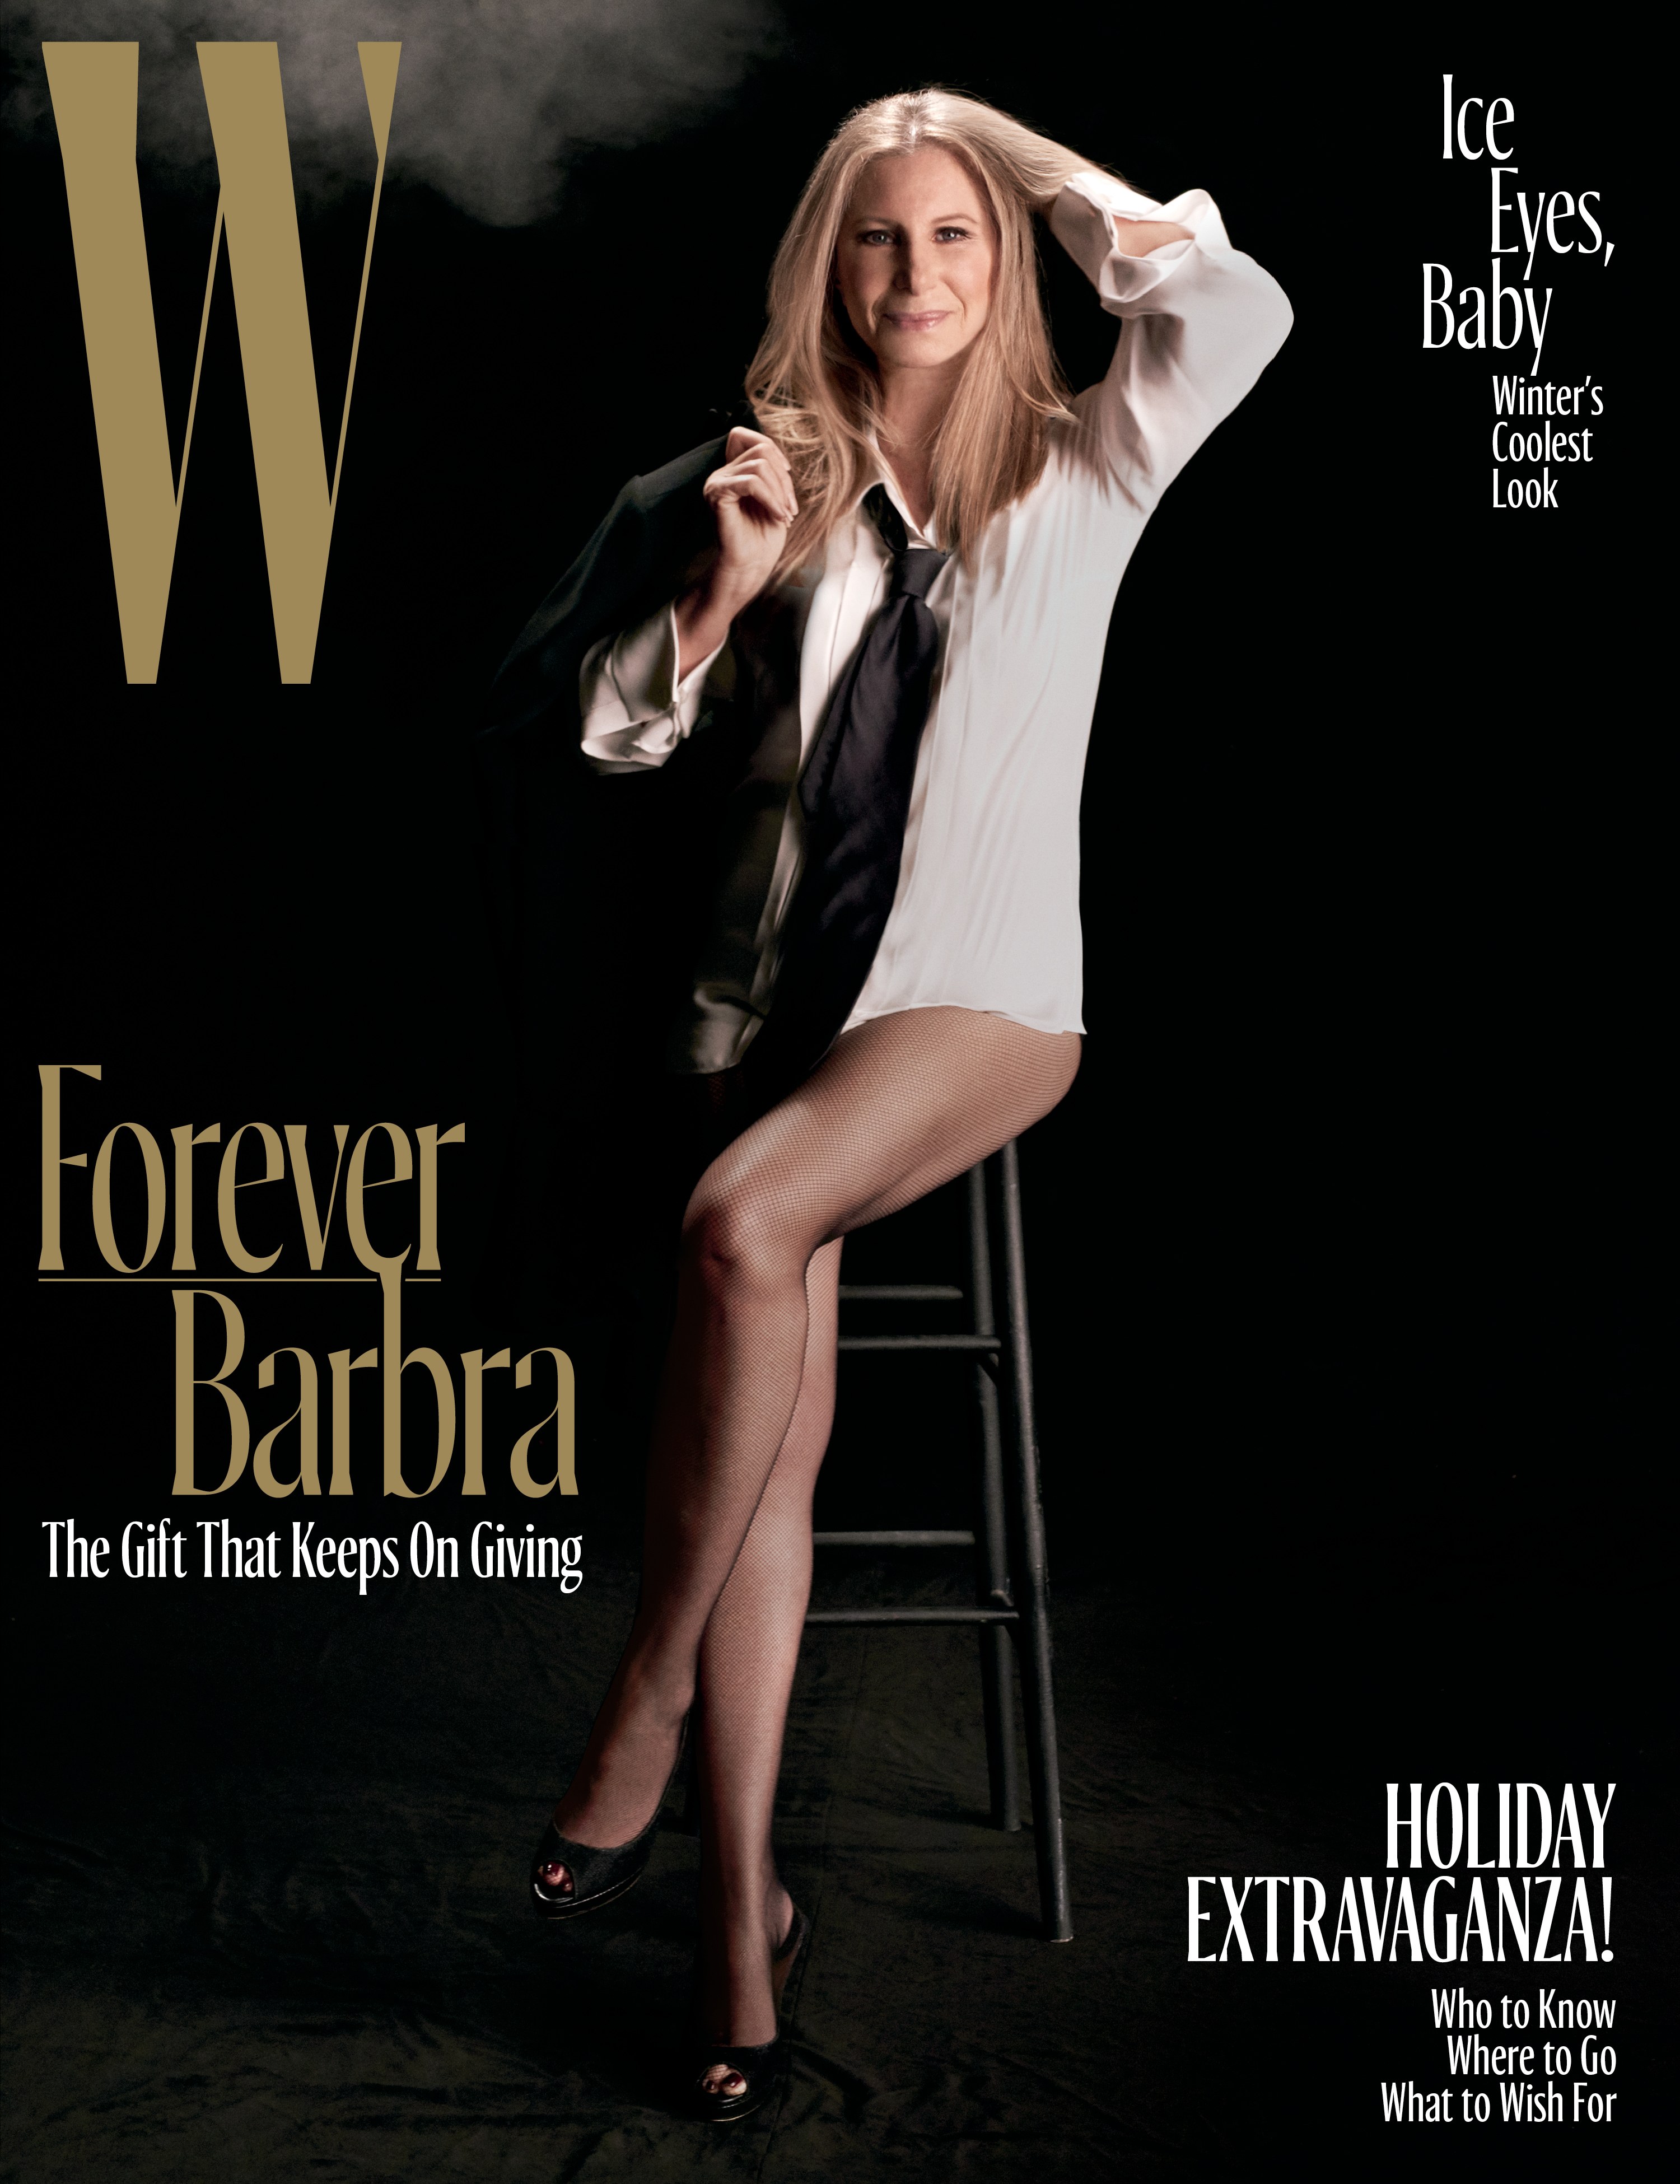 W
Ice
Eyes,
Baby
Winter’s
Coolest
Look
Forever
Barbra
The Gift That Keeps On Giving
HOLIDAY
EXTRAVAGANZA!
Who to Know
Where to Go
What to Wish For